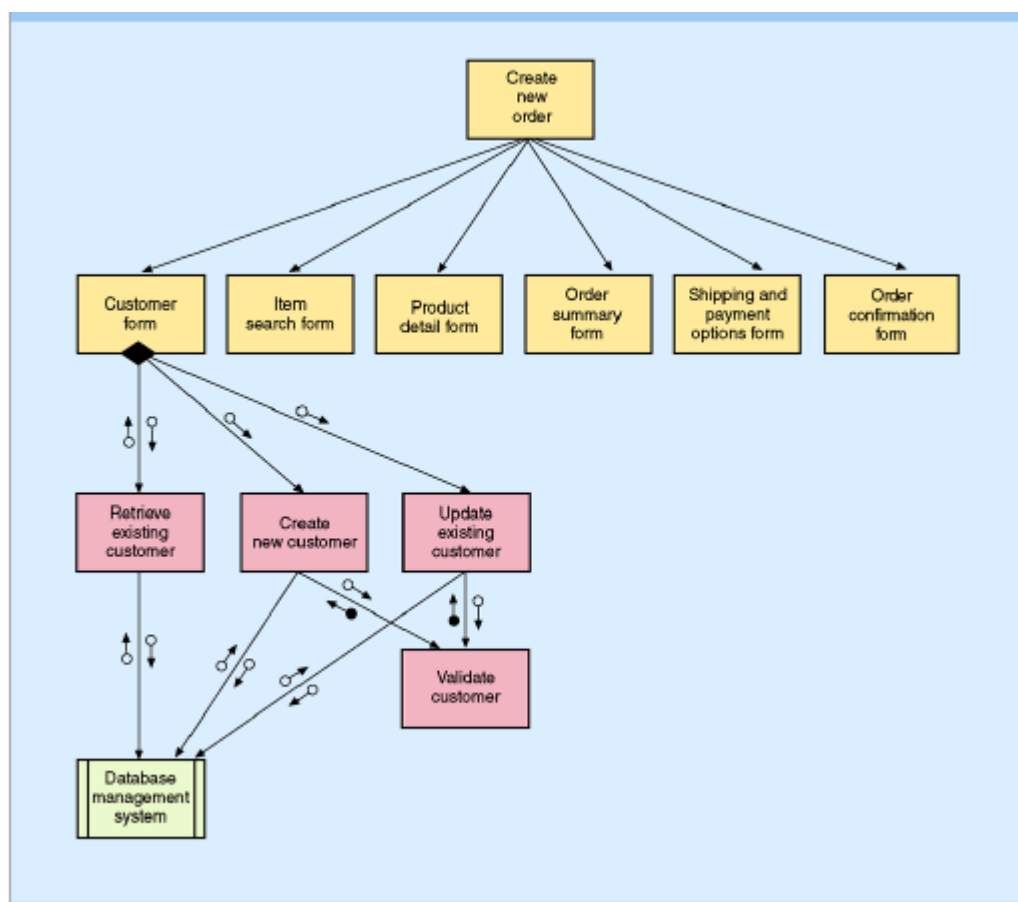 Create
new
order
Customer
form
Item
search form
Product
detail form
Order
summary
form
Shipping and
payment
options form
Order
confirmation
form
Retrieve
existing
customer
Create
new customer
Update
existing
customer
Validate
customer
Database
management
system